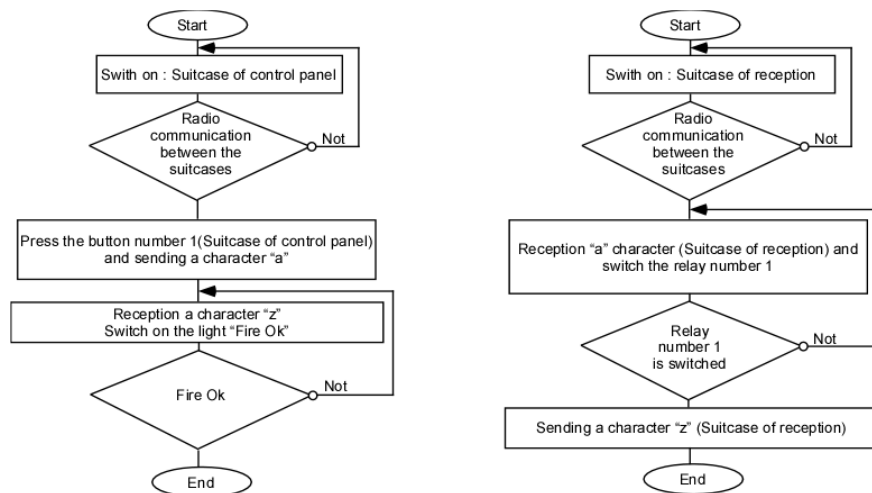 Start
Swith on : Suitcase of control panel
Radio
communication
between the
suitcases
Not
Press the button number 1(Suitcase of control panel)
and sending a character “a”
Reception a character “z”
Switch on the light “Fire Ok”
Fire Ok
Not
End
Start
Swith on : Suitcase of reception
Radio
communication
between the
suitcases
Not
Reception “a” character (Suitcase of reception) and
switch the relay number 1
Relay
number 1
is switched
Not
Sending a character “z” (Suitcase of reception)
End